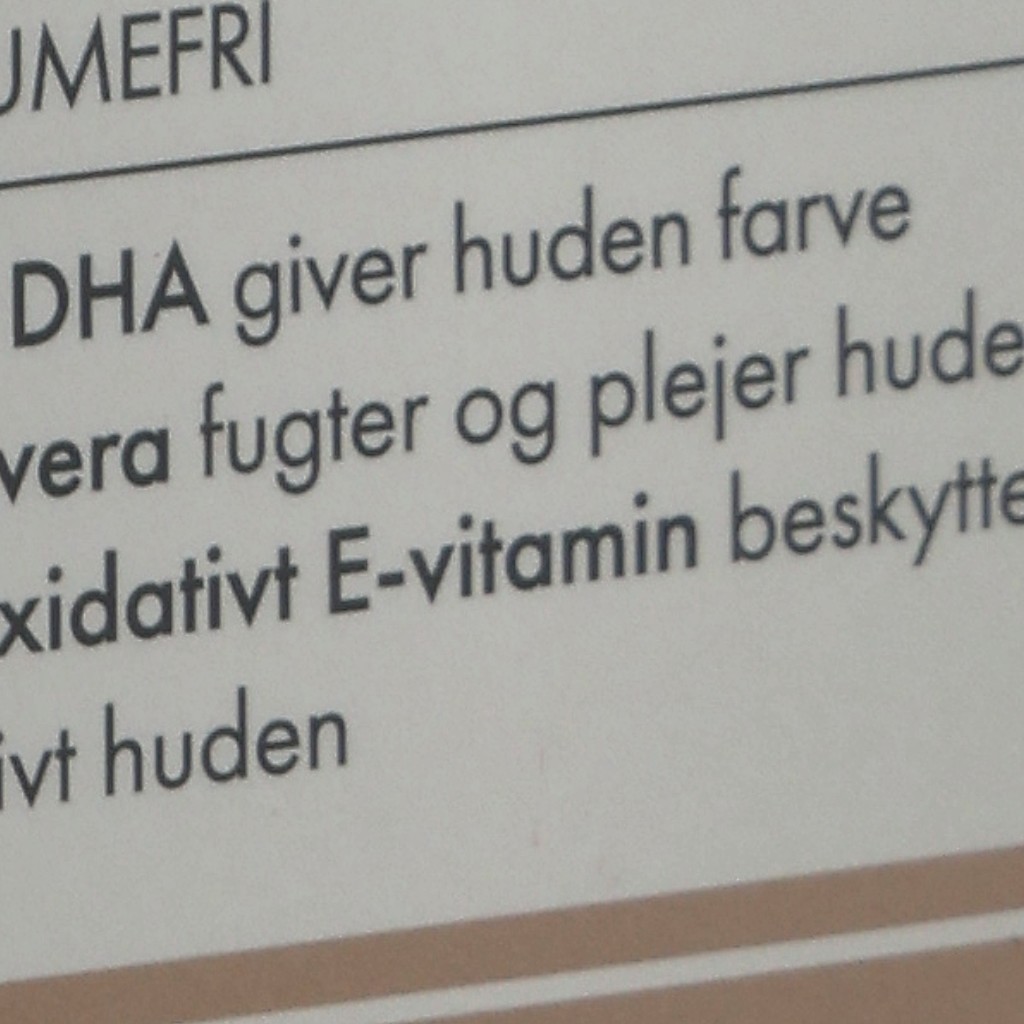 UMEFRI
DHA giver huden farve
vera fugter og plejer hude
xidativt E-vitamin beskytte
ivt huden